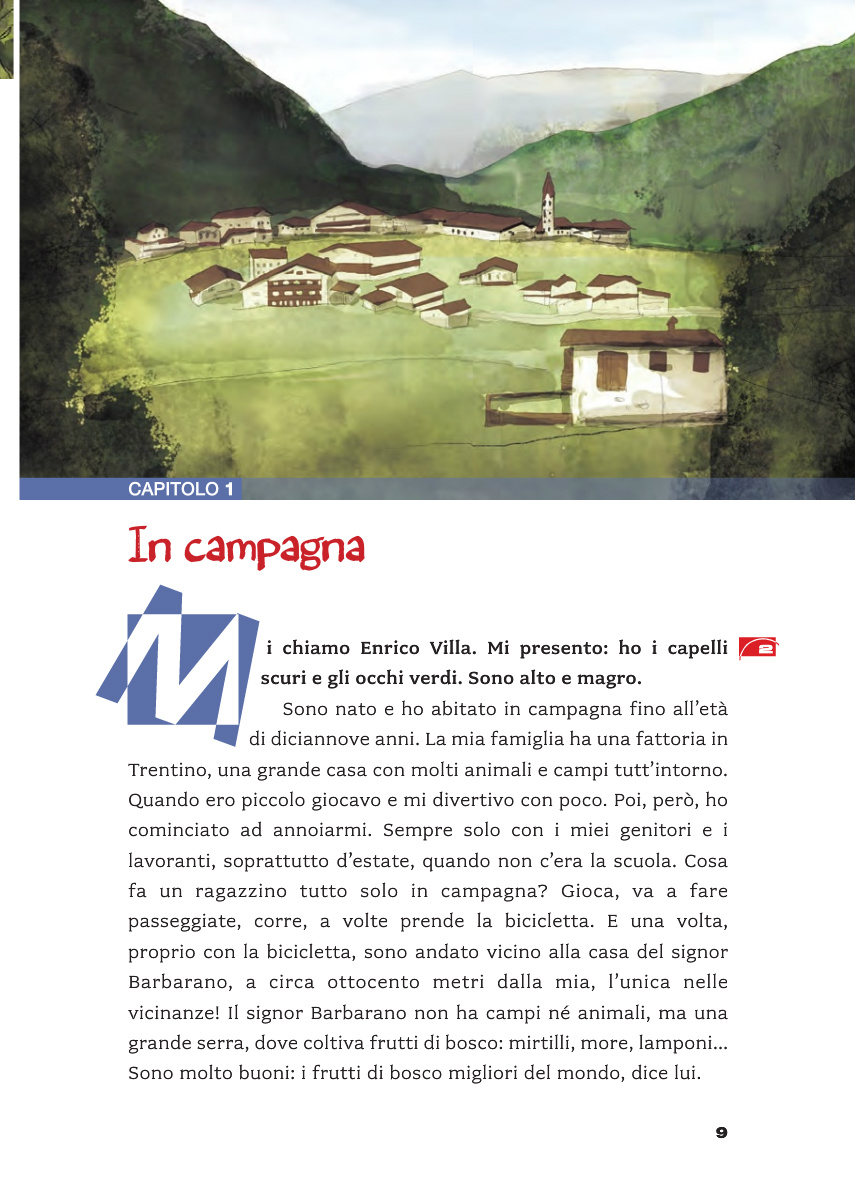 CAPITOLO 1
In campagna
Mi chiamo Enrico Villa. Mi presento: ho i capelli
2
scuri e gli occhi verdi. Sono alto e magro.
Sono nato e ho abitato in campagna fino all’età
di diciannove anni. La mia famiglia ha una fattoria in
Trentino, una grande casa con molti animali e campi tutt’intorno.
Quando ero piccolo giocavo e mi divertivo con poco. Poi, però, ho
cominciato ad annoiarmi. Sempre solo con i miei genitori e i
lavoranti, soprattutto d’estate, quando non c’era la scuola. Cosa
fa un ragazzino tutto solo in campagna? Gioca, va a fare
passeggiate, corre, a volte prende la bicicletta. E una volta,
proprio con la bicicletta, sono andato vicino alla casa del signor
Barbarano, a circa ottocento metri dalla mia, l’unica nelle
vicinanze! Il signor Barbarano non ha campi né animali, ma una
grande serra, dove coltiva frutti di bosco: mirtilli, more, lamponi...
Sono molto buoni: i frutti di bosco migliori del mondo, dice lui.
9